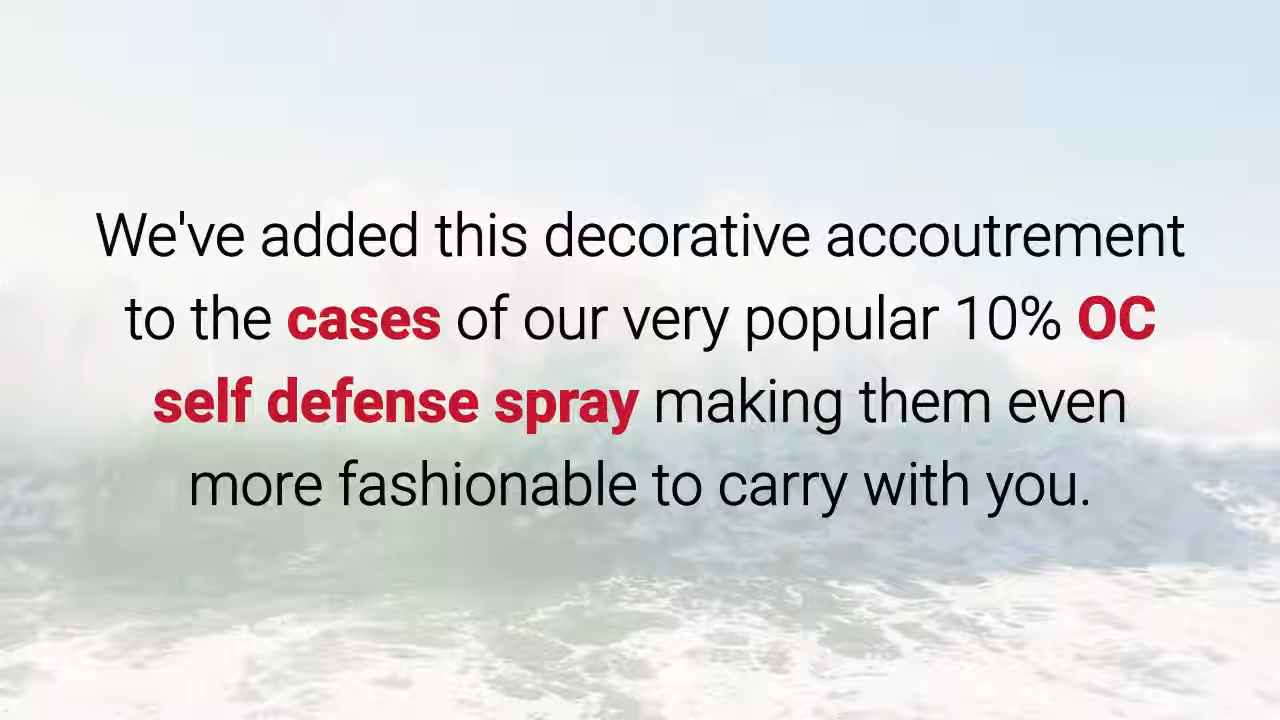 We've added this decorative accoutrement
to the cases of our very popular 10% OC
self defense spray making them even
more fashionable to carry with you.